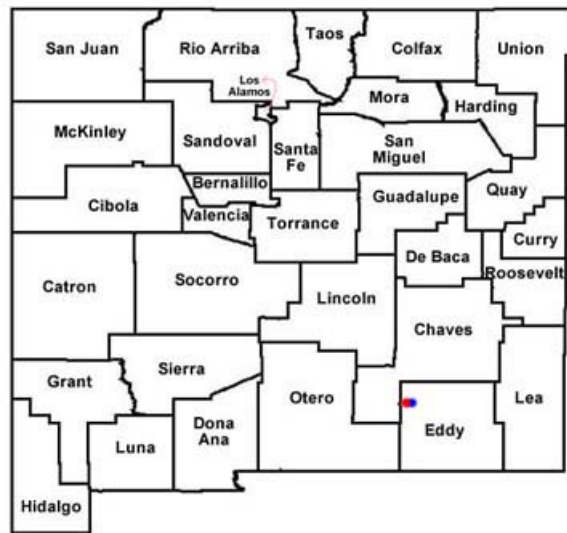 San Juan
Rio Arriba
Taos
Colfax
Union
Los
Alamos
Mora
Harding
McKinley
Sandoval
Santa
Fe
San
Miguel
Bernalillo
Quay
Cibola
Valencia
Torrance
Guadalupe
Curry
De Baca
Roosevelt
Catron
Socorro
Lincoln
Chaves
Sierra
Grant
Otero
Lea
Dona
Ana
Luna
Eddy
Hidalgo